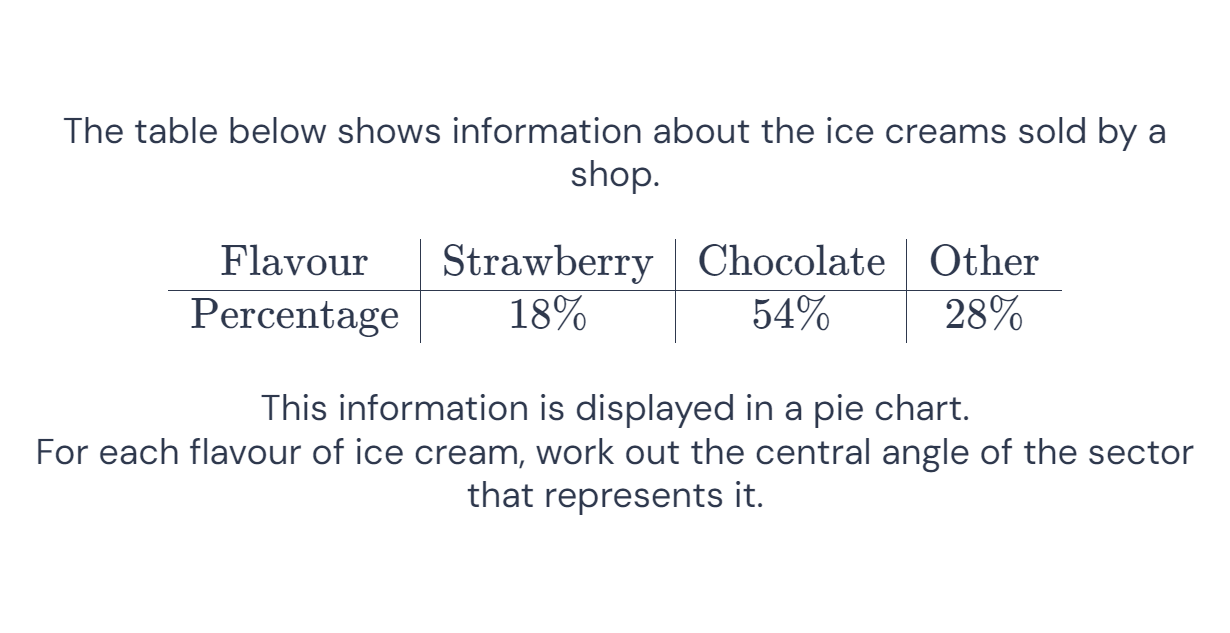 The table below shows information about the ice creams sold by a
shop.
Flavour Strawberry Chocolate Other
Percentage 18% 54% 28%
This information is displayed in a pie chart.
For each flavour of ice cream, work out the central angle of the sector
that represents it.